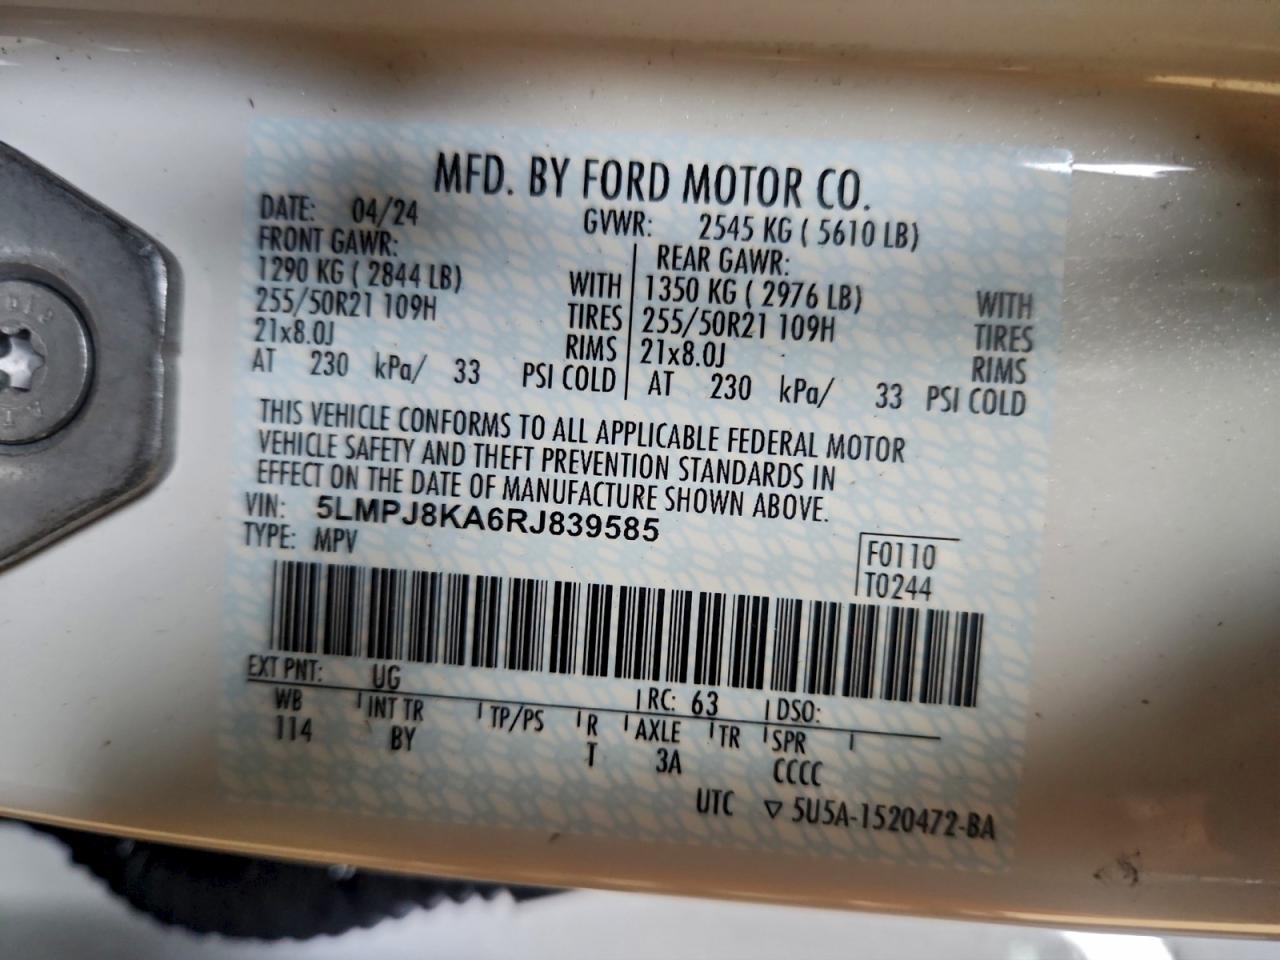 MFD. BY FORD MOTOR CO.
DATE: 04/24 GVWR: 2545 KG ( 5610 LB)
FRONT GAWR: REAR GAWR:
1290 KG ( 2844 LB) WITH 1350 KG ( 2976 LB) WITH
255/50R21 109H TIRES 255/50R21 109H TIRES
21x8.0J RIMS 21x8.0J RIMS
AT 230 kPa/ 33 PSI COLD AT 230 kPa/ 33 PSI COLD
THIS VEHICLE CONFORMS TO ALL APPLICABLE FEDERAL MOTOR
VEHICLE SAFETY AND THEFT PREVENTION STANDARDS IN
EFFECT ON THE DATE OF MANUFACTURE SHOWN ABOVE.
VIN: 5LMPJ8KA6RJ839585
TYPE: MPV
F0110
T0244
EXT PNT: UG RC: 63 DSO:
WB INT TR TP/PS R AXLE TR SPR
114 BY T 3A CCCC
UTC ▽ 5U5A-1520472-BA